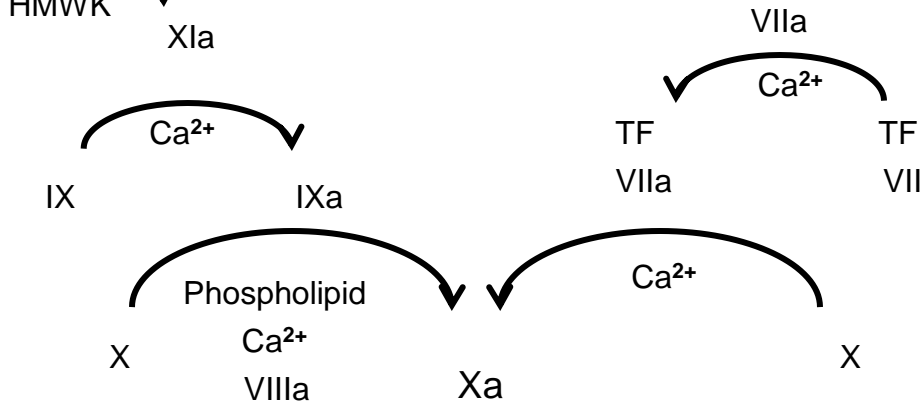 HMWK
XIa
VIIa
Ca2+
Ca2+
TF
TF
VIIa
VII
IX
IXa
Phospholipid
Ca2+
Ca2+
X
VIIIa
Xa
X